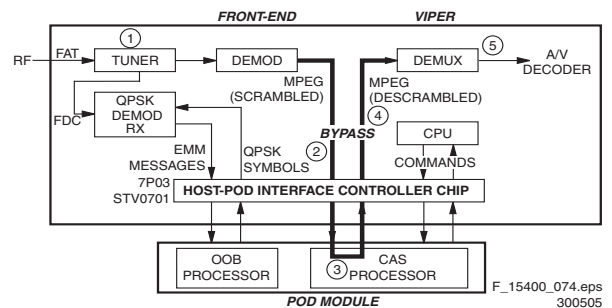 FRONT-END
VIPER
1
RF
FAT
TUNER
DEMOD
DEMUX
5
A/V
DECODER
MPEG
(SCRAMBLED)
MPEG
(DESCRAMBLED)
FDC
QPSK
DEMOD
RX
4
BYPASS
2
CPU
EMM
MESSAGES
QPSK
SYMBOLS
COMMANDS
7P03
STV0701
HOST-POD INTERFACE CONTROLLER CHIP
OOB
PROCESSOR
3
CAS
PROCESSOR
POD MODULE
F_15400_074.eps
300505